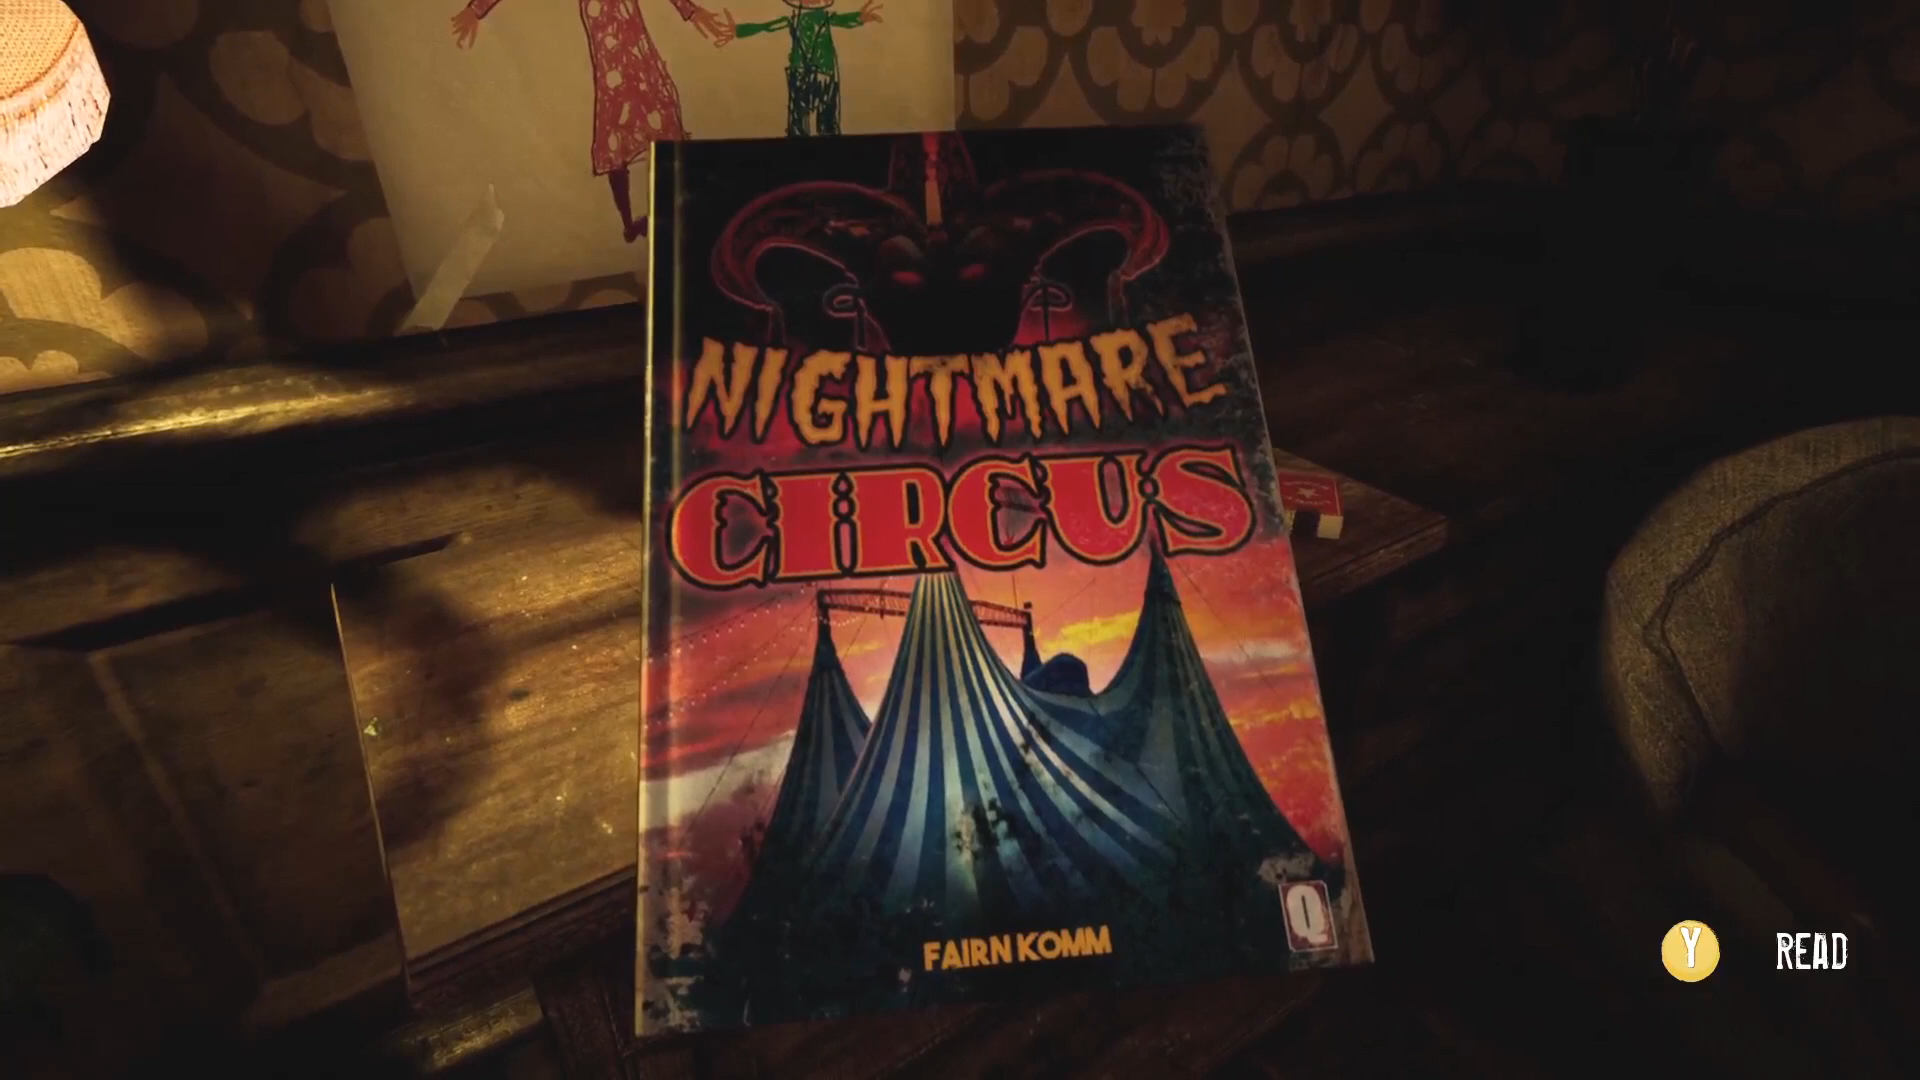 NIGHTMARE
CIRCUS
FAIRN KOMM
Q
Y READ